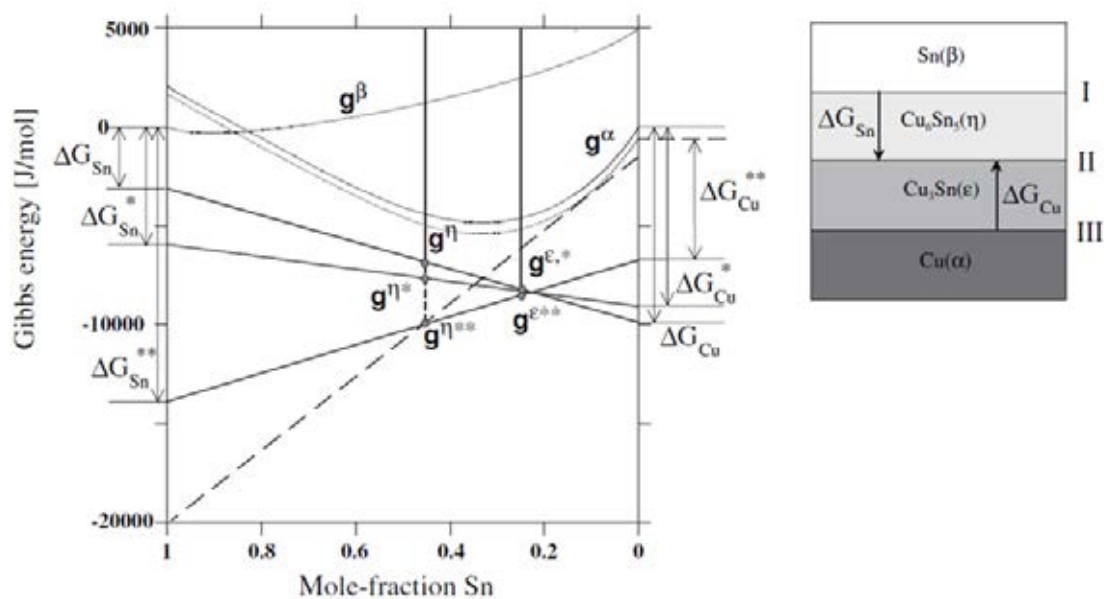 5000
0
-10000
-20000
Gibbs energy [J/mol]
1
0.8
0.6
0.4
0.2
0
Mole-fraction Sn
ΔG_Sn
ΔG_Sn^*
ΔG_Sn^**
g^β
g^α
g^η
g^η*
g^η**
g^ε,*
g^ε**
ΔG_Cu^**
ΔG_Cu^*
ΔG_Cu
Sn(β)
I
ΔG_Sn
Cu₆Sn₅(η)
II
Cu₃Sn(ε)
ΔG_Cu
III
Cu(α)